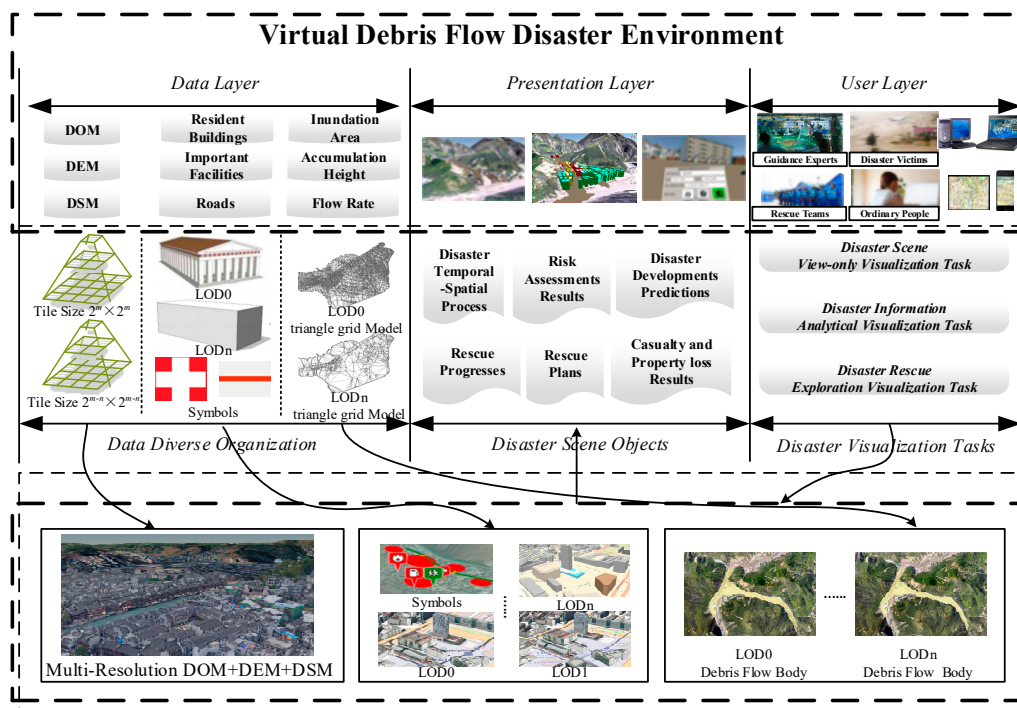 Virtual Debris Flow Disaster Environment
Data Layer
Presentation Layer
User Layer
DOM
Resident
Buildings
Inundation
Area
DEM
Important
Facilities
Accumulation
Height
DSM
Roads
Flow Rate
Guidance Experts
Disaster Victims
Rescue Teams
Ordinary People
Tile Size 2^m×2^m
Tile Size 2^m-n×2^m-n
LOD0
LODn
Symbols
LOD0
triangle grid Model
LODn
triangle grid Model
Disaster
Temporal
-Spatial
Process
Risk
Assessments
Results
Disaster
Developments
Predictions
Rescue
Progresses
Rescue
Plans
Casualty and
Property loss
Results
Disaster Scene
View-only Visualization Task
Disaster Information
Analytical Visualization Task
Disaster Rescue
Exploration Visualization Task
Data Diverse Organization
Disaster Scene Objects
Disaster Visualization Tasks
Multi-Resolution DOM+DEM+DSM
Symbols
LODn
LOD0
LOD1
......
LOD0
Debris Flow Body
LODn
Debris Flow Body